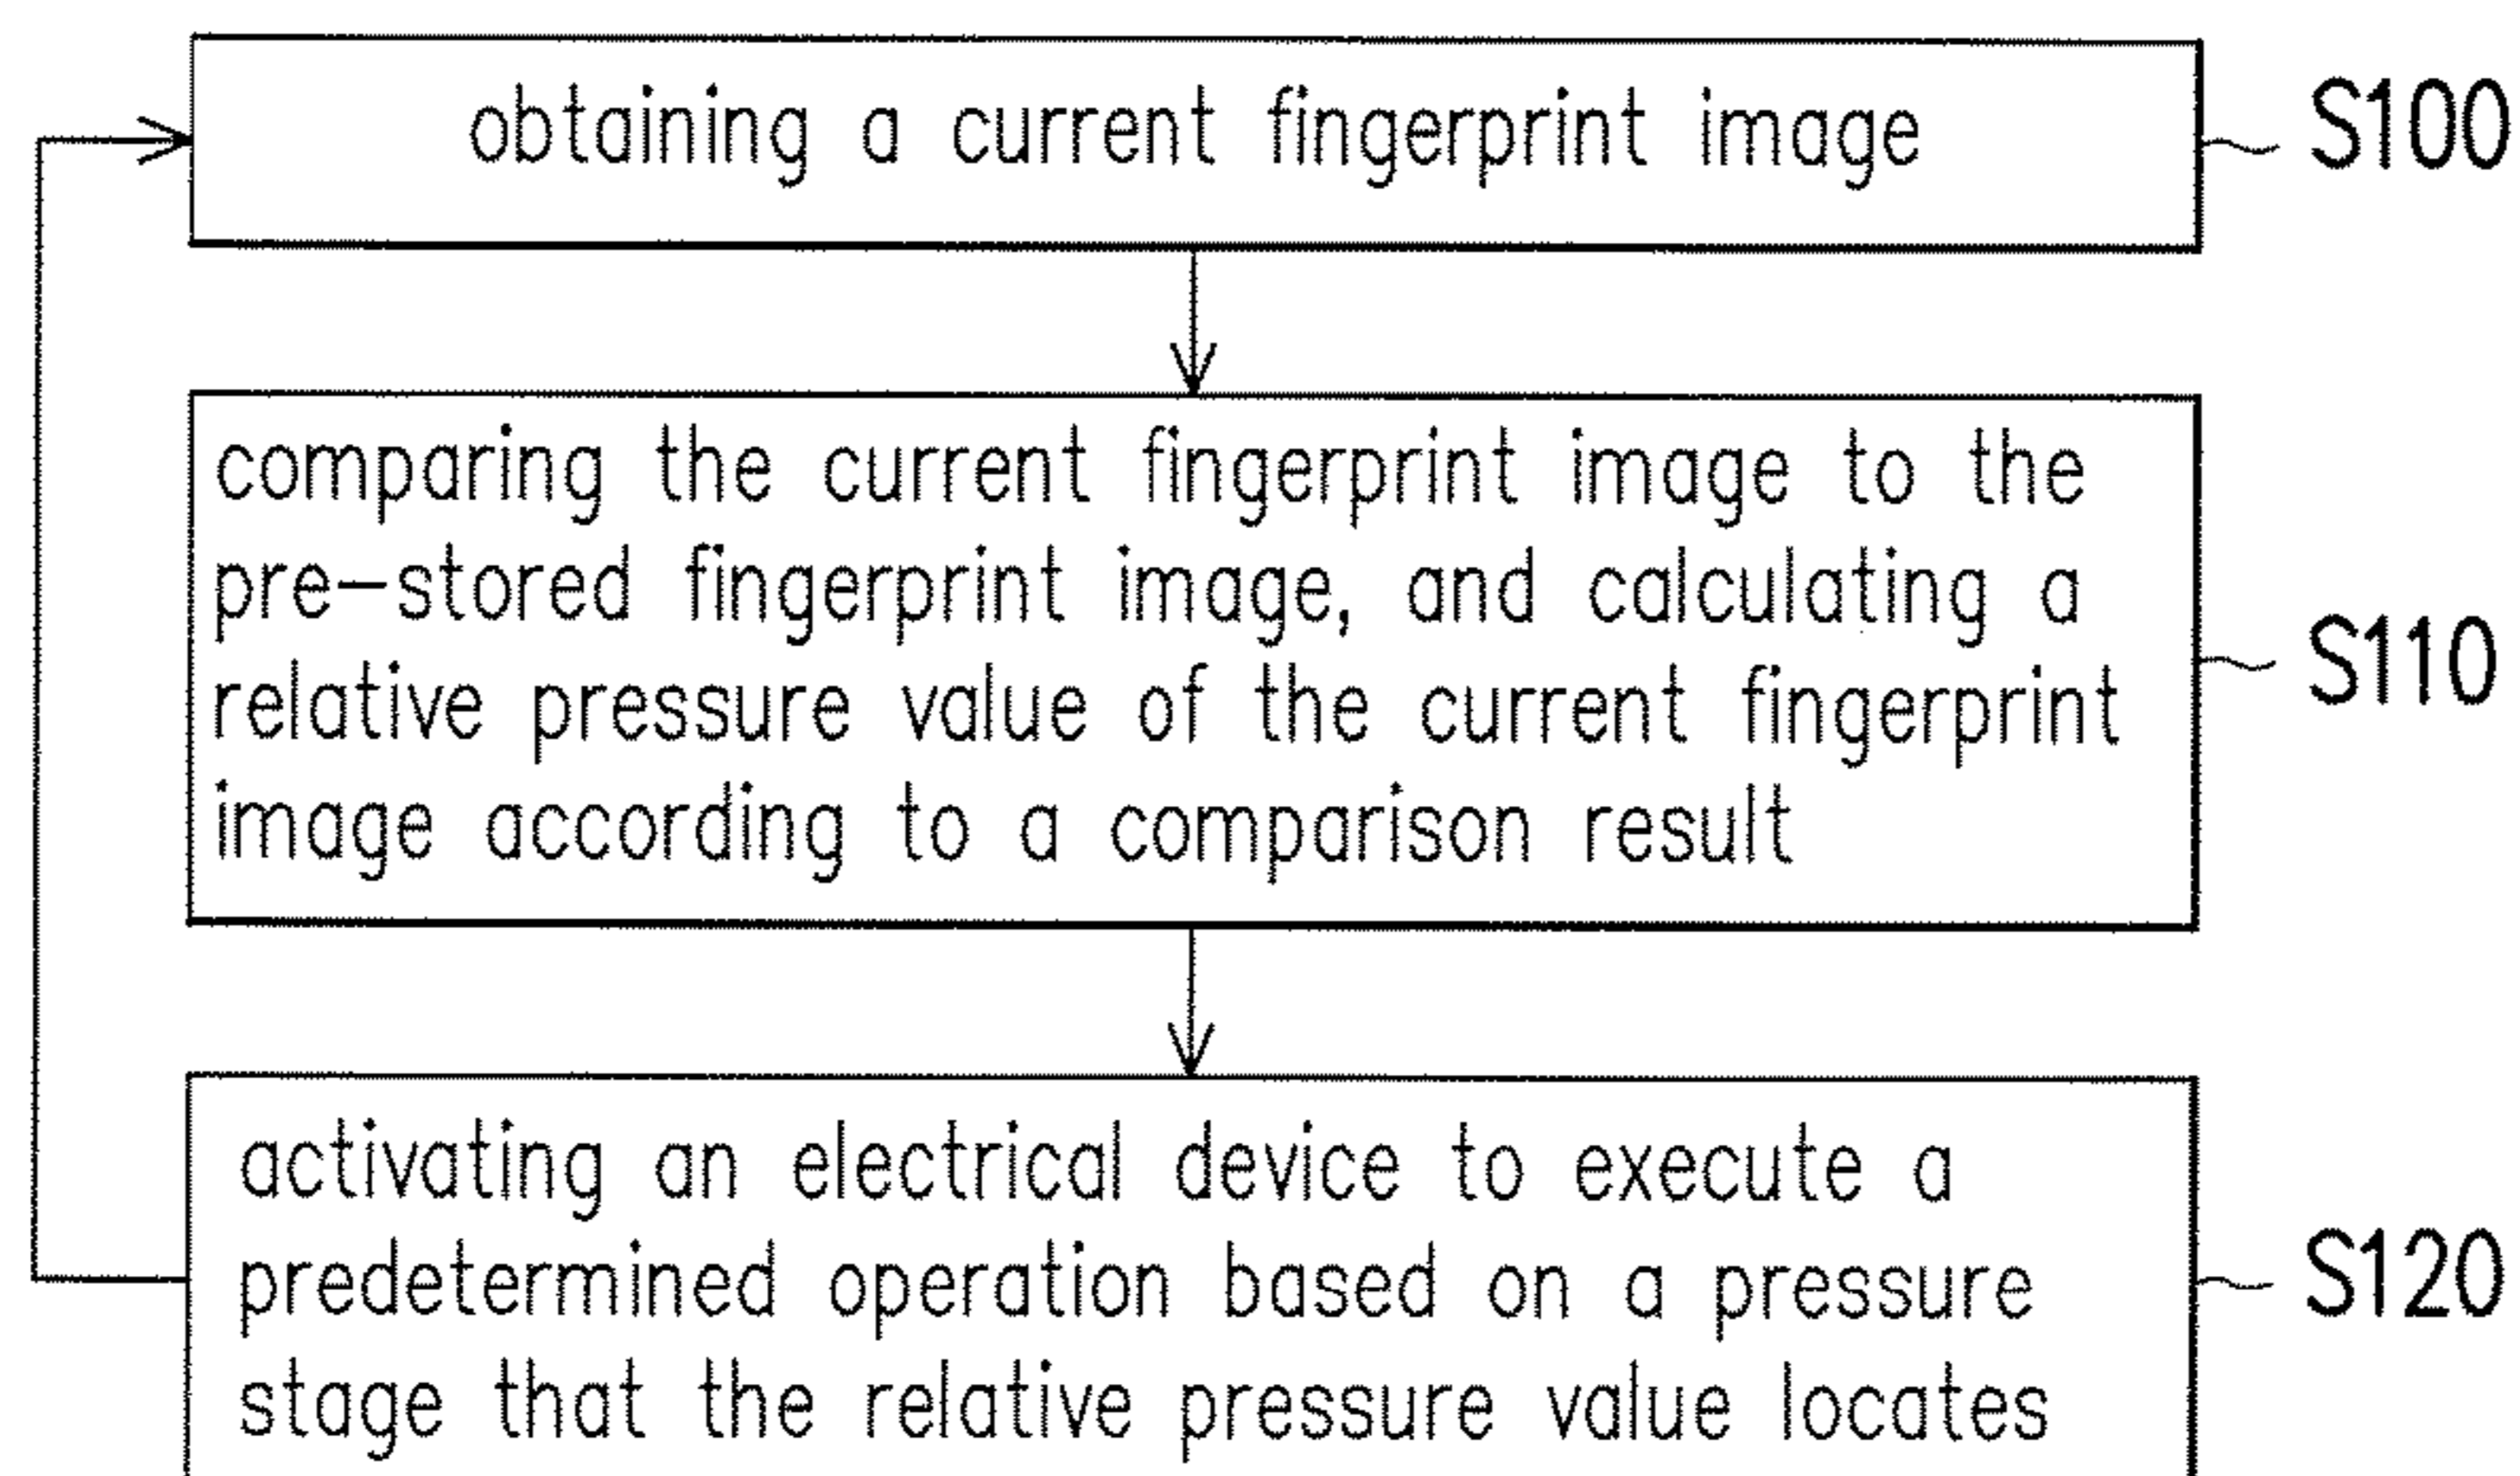 obtaining a current fingerprint image
S100
comparing the current fingerprint image to the
pre-stored fingerprint image, and calculating a
relative pressure value of the current fingerprint
image according to a comparison result
S110
activating an electrical device to execute a
predetermined operation based on a pressure
stage that the relative pressure value locates
S120